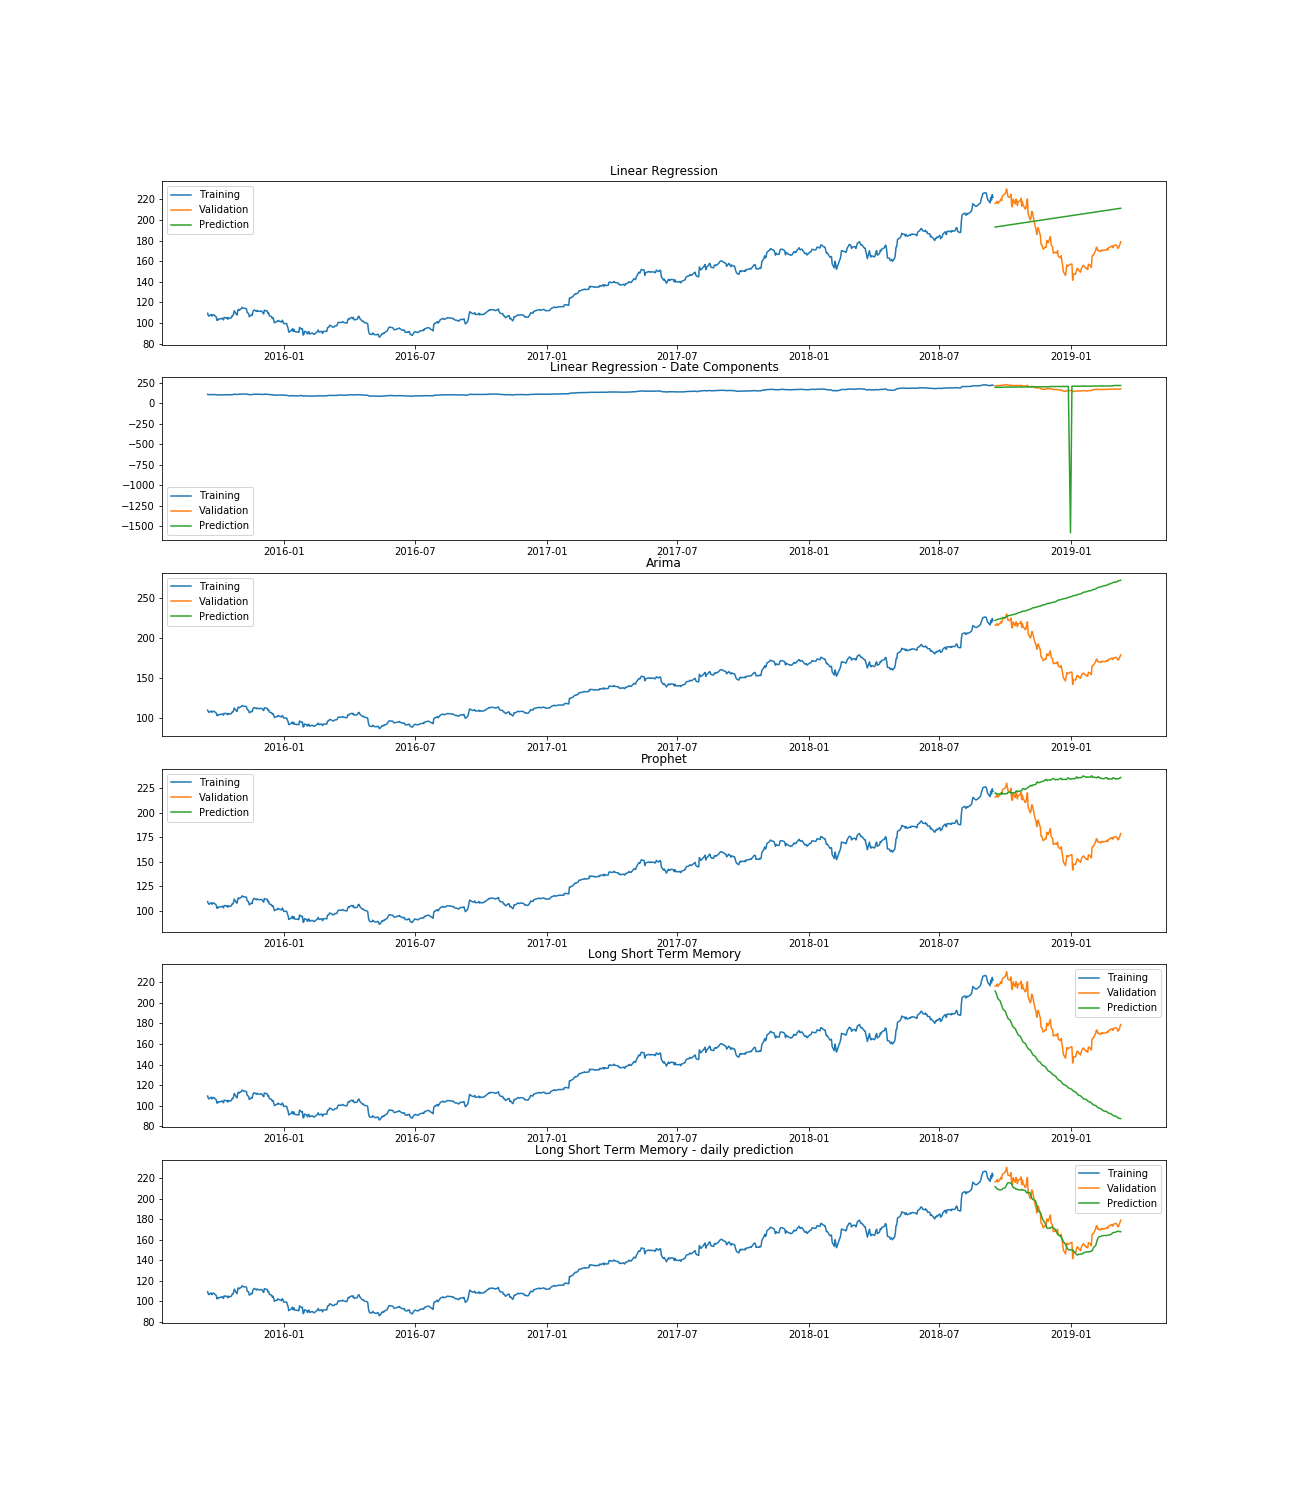 Linear Regression
220
200
180
160
140
120
100
80
Training
Validation
Prediction
2016-01 2016-07 2017-01 2017-07 2018-01 2018-07 2019-01
Linear Regression - Date Components
250
0
−250
−500
−750
−1000
−1250
−1500
Training
Validation
Prediction
2016-01 2016-07 2017-01 2017-07 2018-01 2018-07 2019-01
Arima
250
200
150
100
Training
Validation
Prediction
2016-01 2016-07 2017-01 2017-07 2018-01 2018-07 2019-01
Prophet
225
200
175
150
125
100
Training
Validation
Prediction
2016-01 2016-07 2017-01 2017-07 2018-01 2018-07 2019-01
Long Short Term Memory
220
200
180
160
140
120
100
80
Training
Validation
Prediction
2016-01 2016-07 2017-01 2017-07 2018-01 2018-07 2019-01
Long Short Term Memory - daily prediction
220
200
180
160
140
120
100
80
Training
Validation
Prediction
2016-01 2016-07 2017-01 2017-07 2018-01 2018-07 2019-01